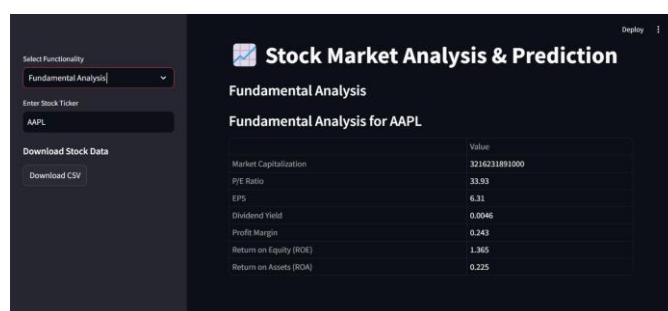 Deploy
Select Functionality
Fundamental Analysis
Enter Stock Ticker
AAPL
Download Stock Data
Download CSV
📈 Stock Market Analysis & Prediction
Fundamental Analysis
Fundamental Analysis for AAPL
Value
Market Capitalization 3216231891000
P/E Ratio 33.93
EPS 6.31
Dividend Yield 0.0046
Profit Margin 0.243
Return on Equity (ROE) 1.365
Return on Assets (ROA) 0.225